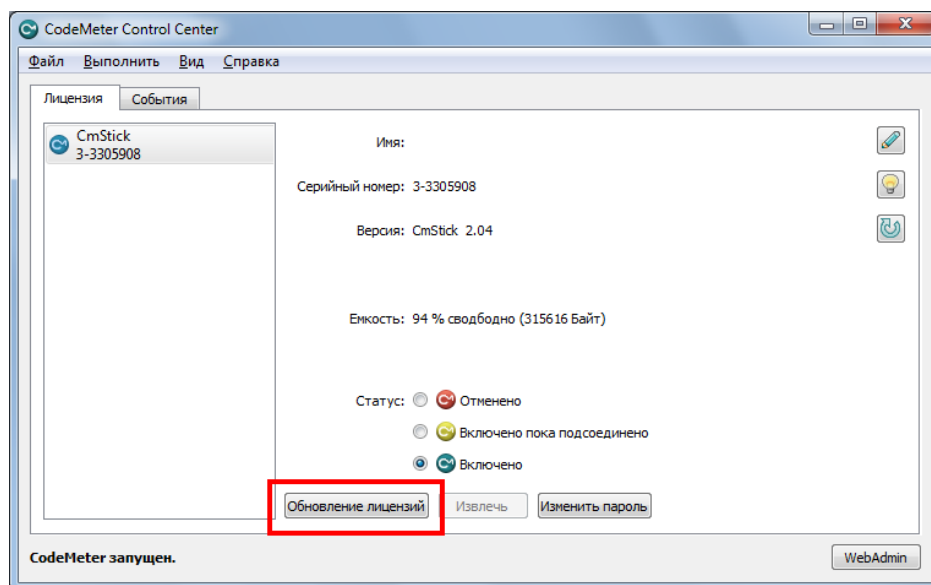 CodeMeter Control Center
Файл Выполнить Вид Справка
Лицензия События
CmStick
3-3305908
Имя:
Серийный номер: 3-3305908
Версия: CmStick 2.04
Емкость: 94 % сводбодно (315616 Байт)
Статус: Отменено
Включено пока подсоединено
Включено
Обновление лицензий Извлечь Изменить пароль
CodeMeter запущен. WebAdmin